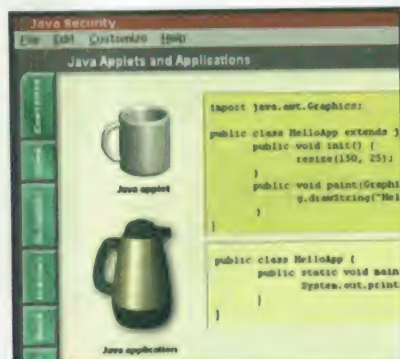 Java Security
File Edit Customize Help
Java Applets and Applications
Java applet
import java.awt.Graphics;
public class HelloApp extends j
public void init() {
resize(150, 25);
}
public void paint(Graphi
g.drawString("Hel
}
}
Java application
public class HelloApp {
public static void main
System.out.print
}
}